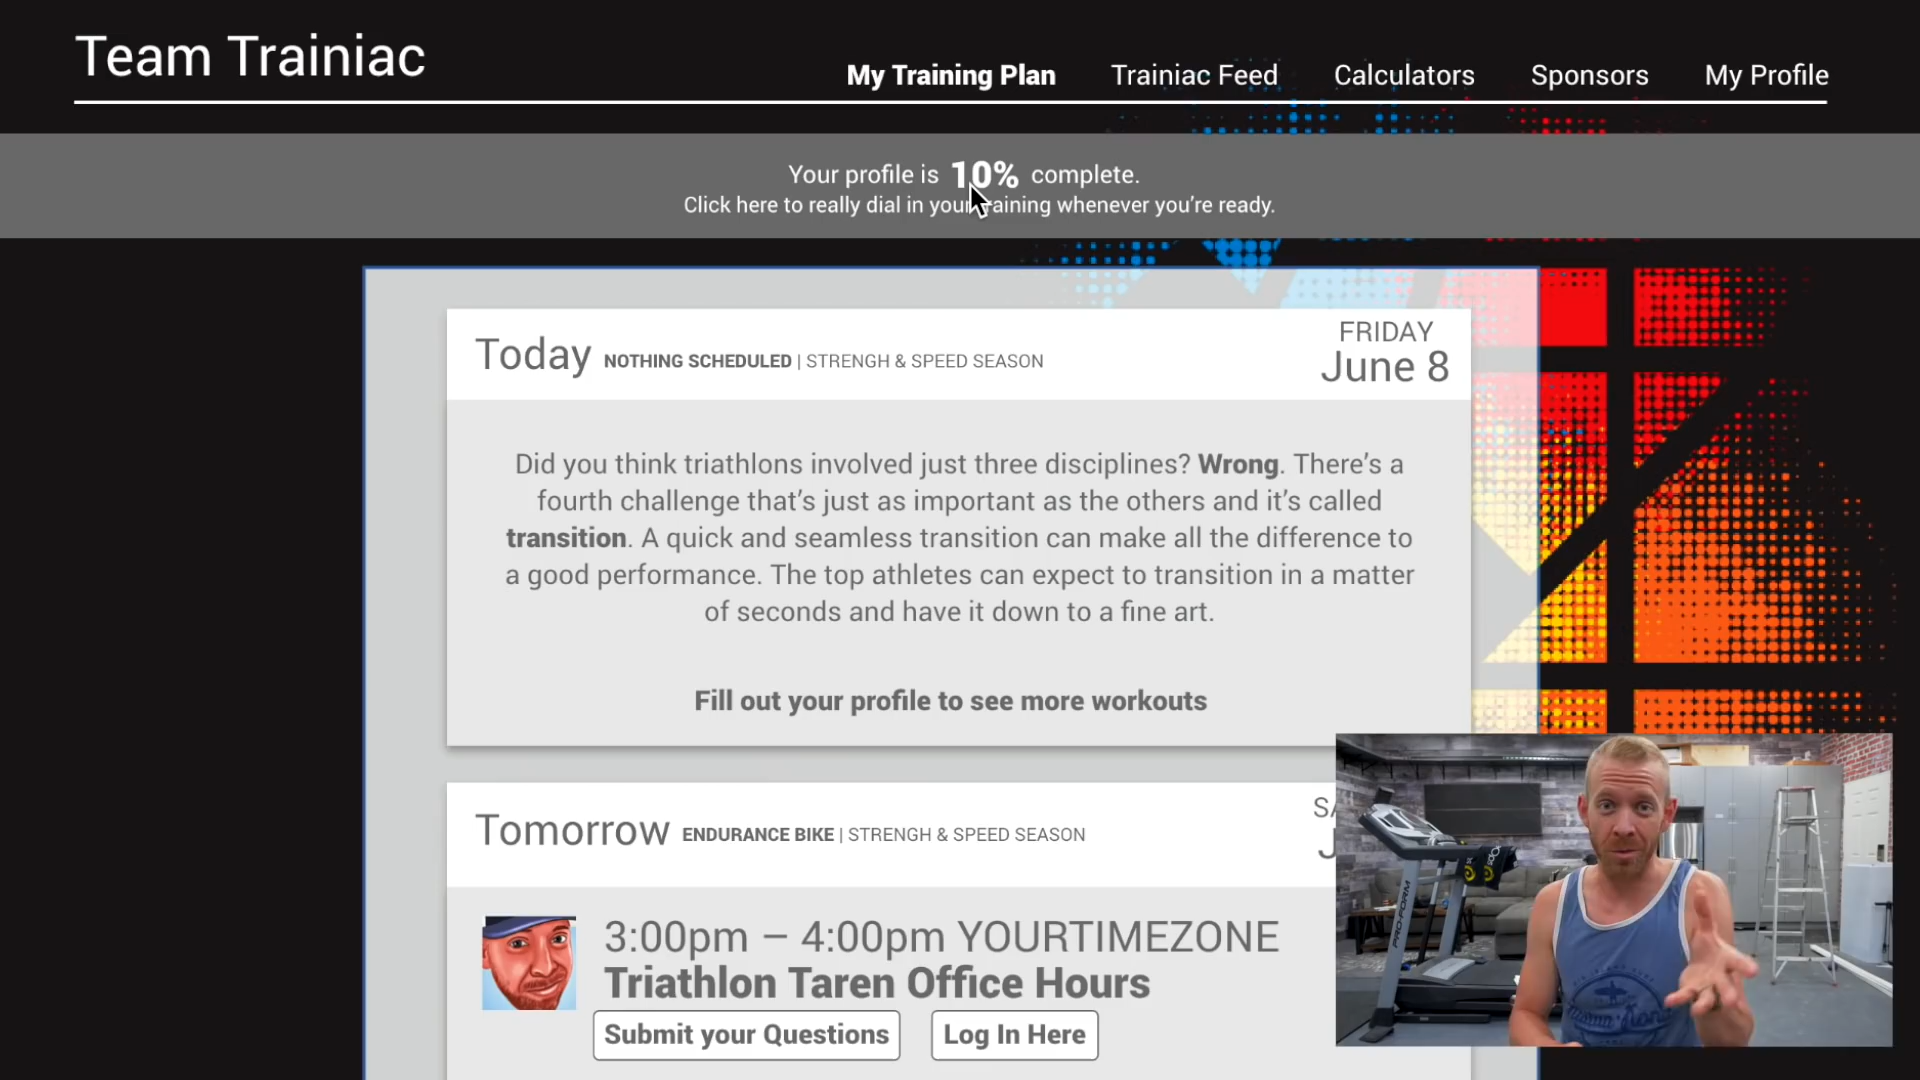 Team Trainiac
My Training Plan Trainiac Feed Calculators Sponsors My Profile
Your profile is 10% complete.
Click here to really dial in your training whenever you're ready.
Today NOTHING SCHEDULED | STRENGH & SPEED SEASON
FRIDAY
June 8
Did you think triathlons involved just three disciplines? Wrong. There's a
fourth challenge that's just as important as the others and it's called
transition. A quick and seamless transition can make all the difference to
a good performance. The top athletes can expect to transition in a matter
of seconds and have it down to a fine art.
Fill out your profile to see more workouts
Tomorrow ENDURANCE BIKE | STRENGH & SPEED SEASON
3:00pm – 4:00pm YOURTIMEZONE
Triathlon Taren Office Hours
Submit your Questions Log In Here
PRO-FORM